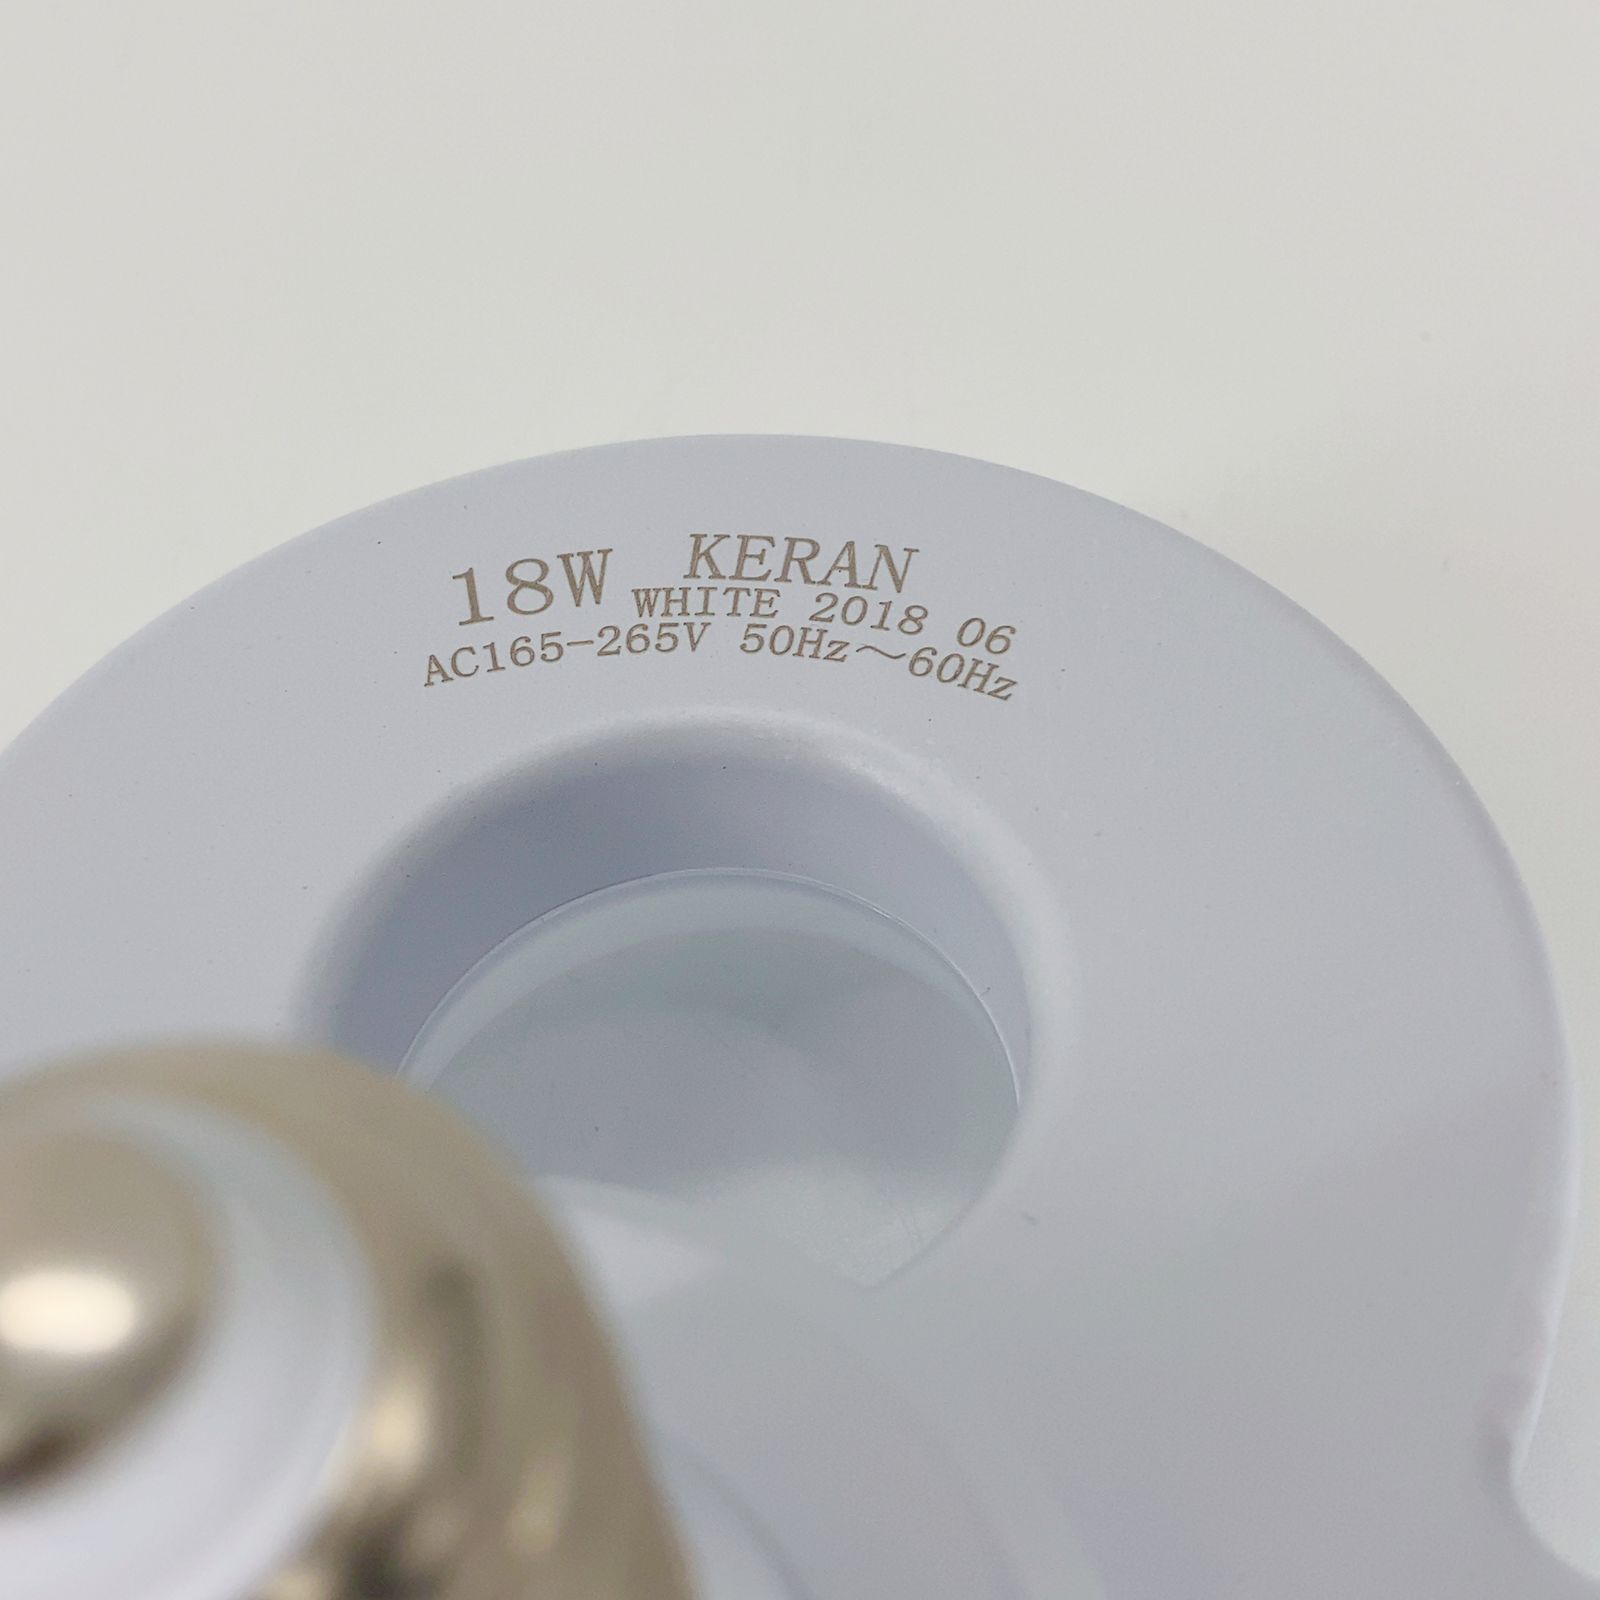 18W KERAN
WHITE 2018 06
AC165-265V 50Hz～60Hz